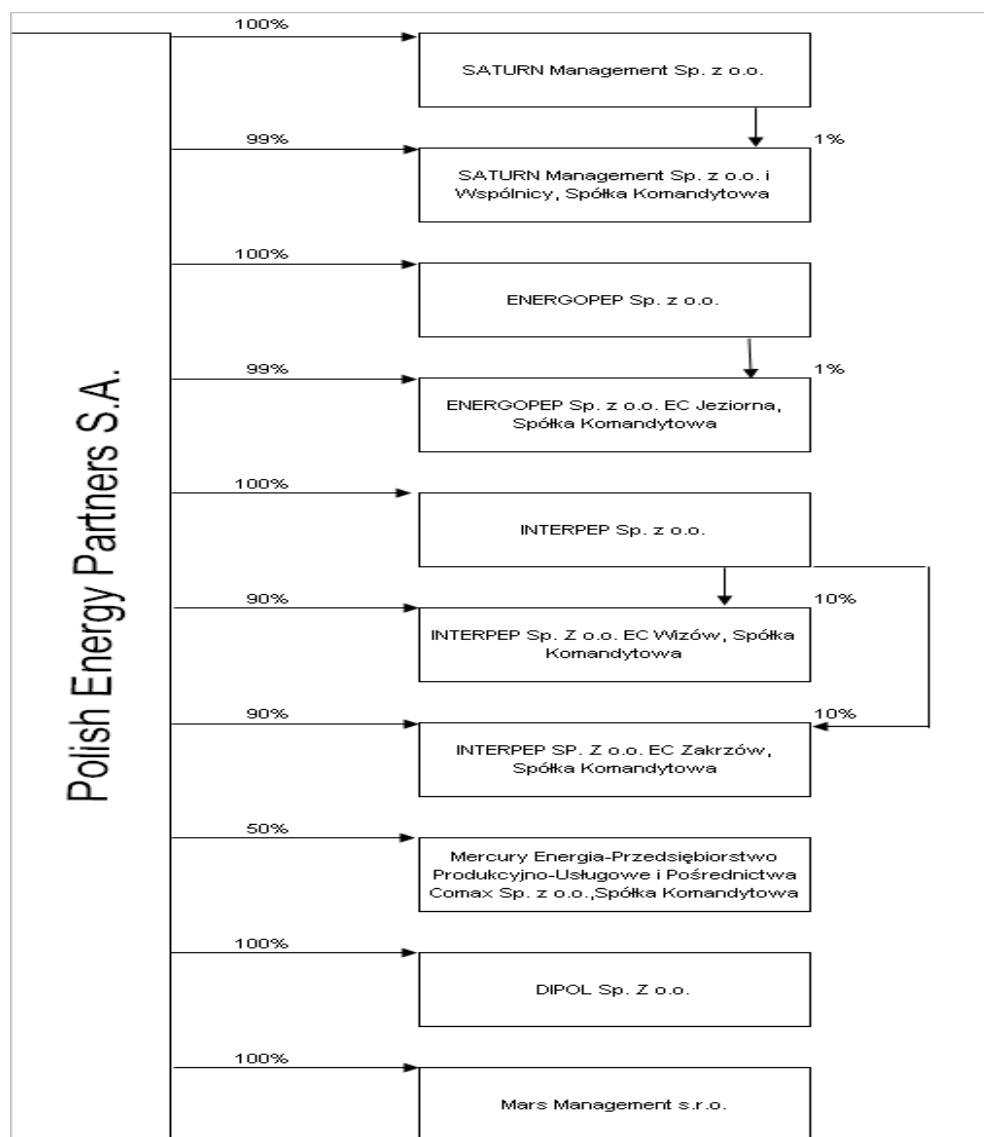 Polish Energy Partners S.A.
100%
SATURN Management Sp. z o.o.
99%
1%
SATURN Management Sp. z o.o. i
Wspólnicy, Spółka Komandytowa
100%
ENERGOPEP Sp. z o.o.
99%
1%
ENERGOPEP Sp. z o.o. EC Jeziorna,
Spółka Komandytowa
100%
INTERPEP Sp. z o.o.
90%
10%
INTERPEP Sp. Z o.o. EC Wizów, Spółka
Komandytowa
90%
10%
INTERPEP SP. Z o.o. EC Zakrzów,
Spółka Komandytowa
50%
Mercury Energia-Przedsiębiorstwo
Produkcyjno-Usługowe i Pośrednictwa
Comax Sp. z o.o.,Spółka Komandytowa
100%
DIPOL Sp. Z o.o.
100%
Mars Management s.r.o.